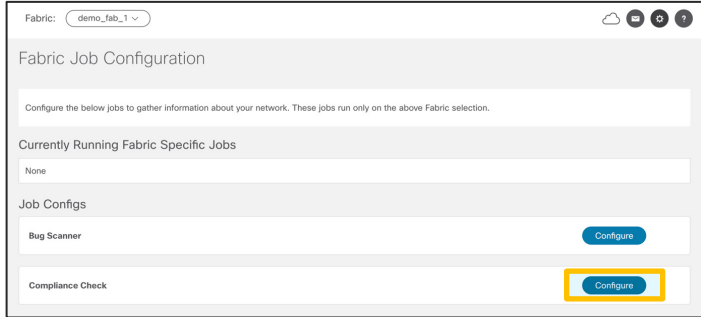 Fabric: demo_fab_1
?
Fabric Job Configuration
Configure the below jobs to gather information about your network. These jobs run only on the above Fabric selection.
Currently Running Fabric Specific Jobs
None
Job Configs
Bug Scanner Configure
Compliance Check Configure